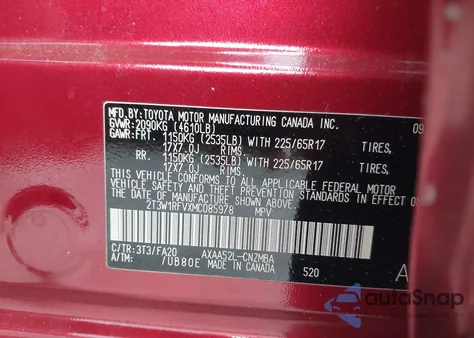 MFD. BY:TOYOTA MOTOR MANUFACTURING CANADA INC. 09
GVWR: 2090KG (4610LB)
GAWR:FRT. 1150KG (2535LB) WITH 225/65R17 TIRES,
17X7.0J RIMS
RR. 1150KG (2535LB) WITH 225/65R17 TIRES,
17X7.0J RIMS
THIS VEHICLE CONFORMS TO ALL APPLICABLE FEDERAL MOTOR
VEHICLE SAFETY AND THEFT PREVENTION STANDARDS
IN EFFECT ON THE DATE OF MANUFACTURE SHOWN ABOVE.
2T3W1RFVXMC085978 MPV
C/TR:3T3/FA20 AXAA52L-CNZMBA A
A/TM: /UB80E MADE IN CANADA 520
autoSnap